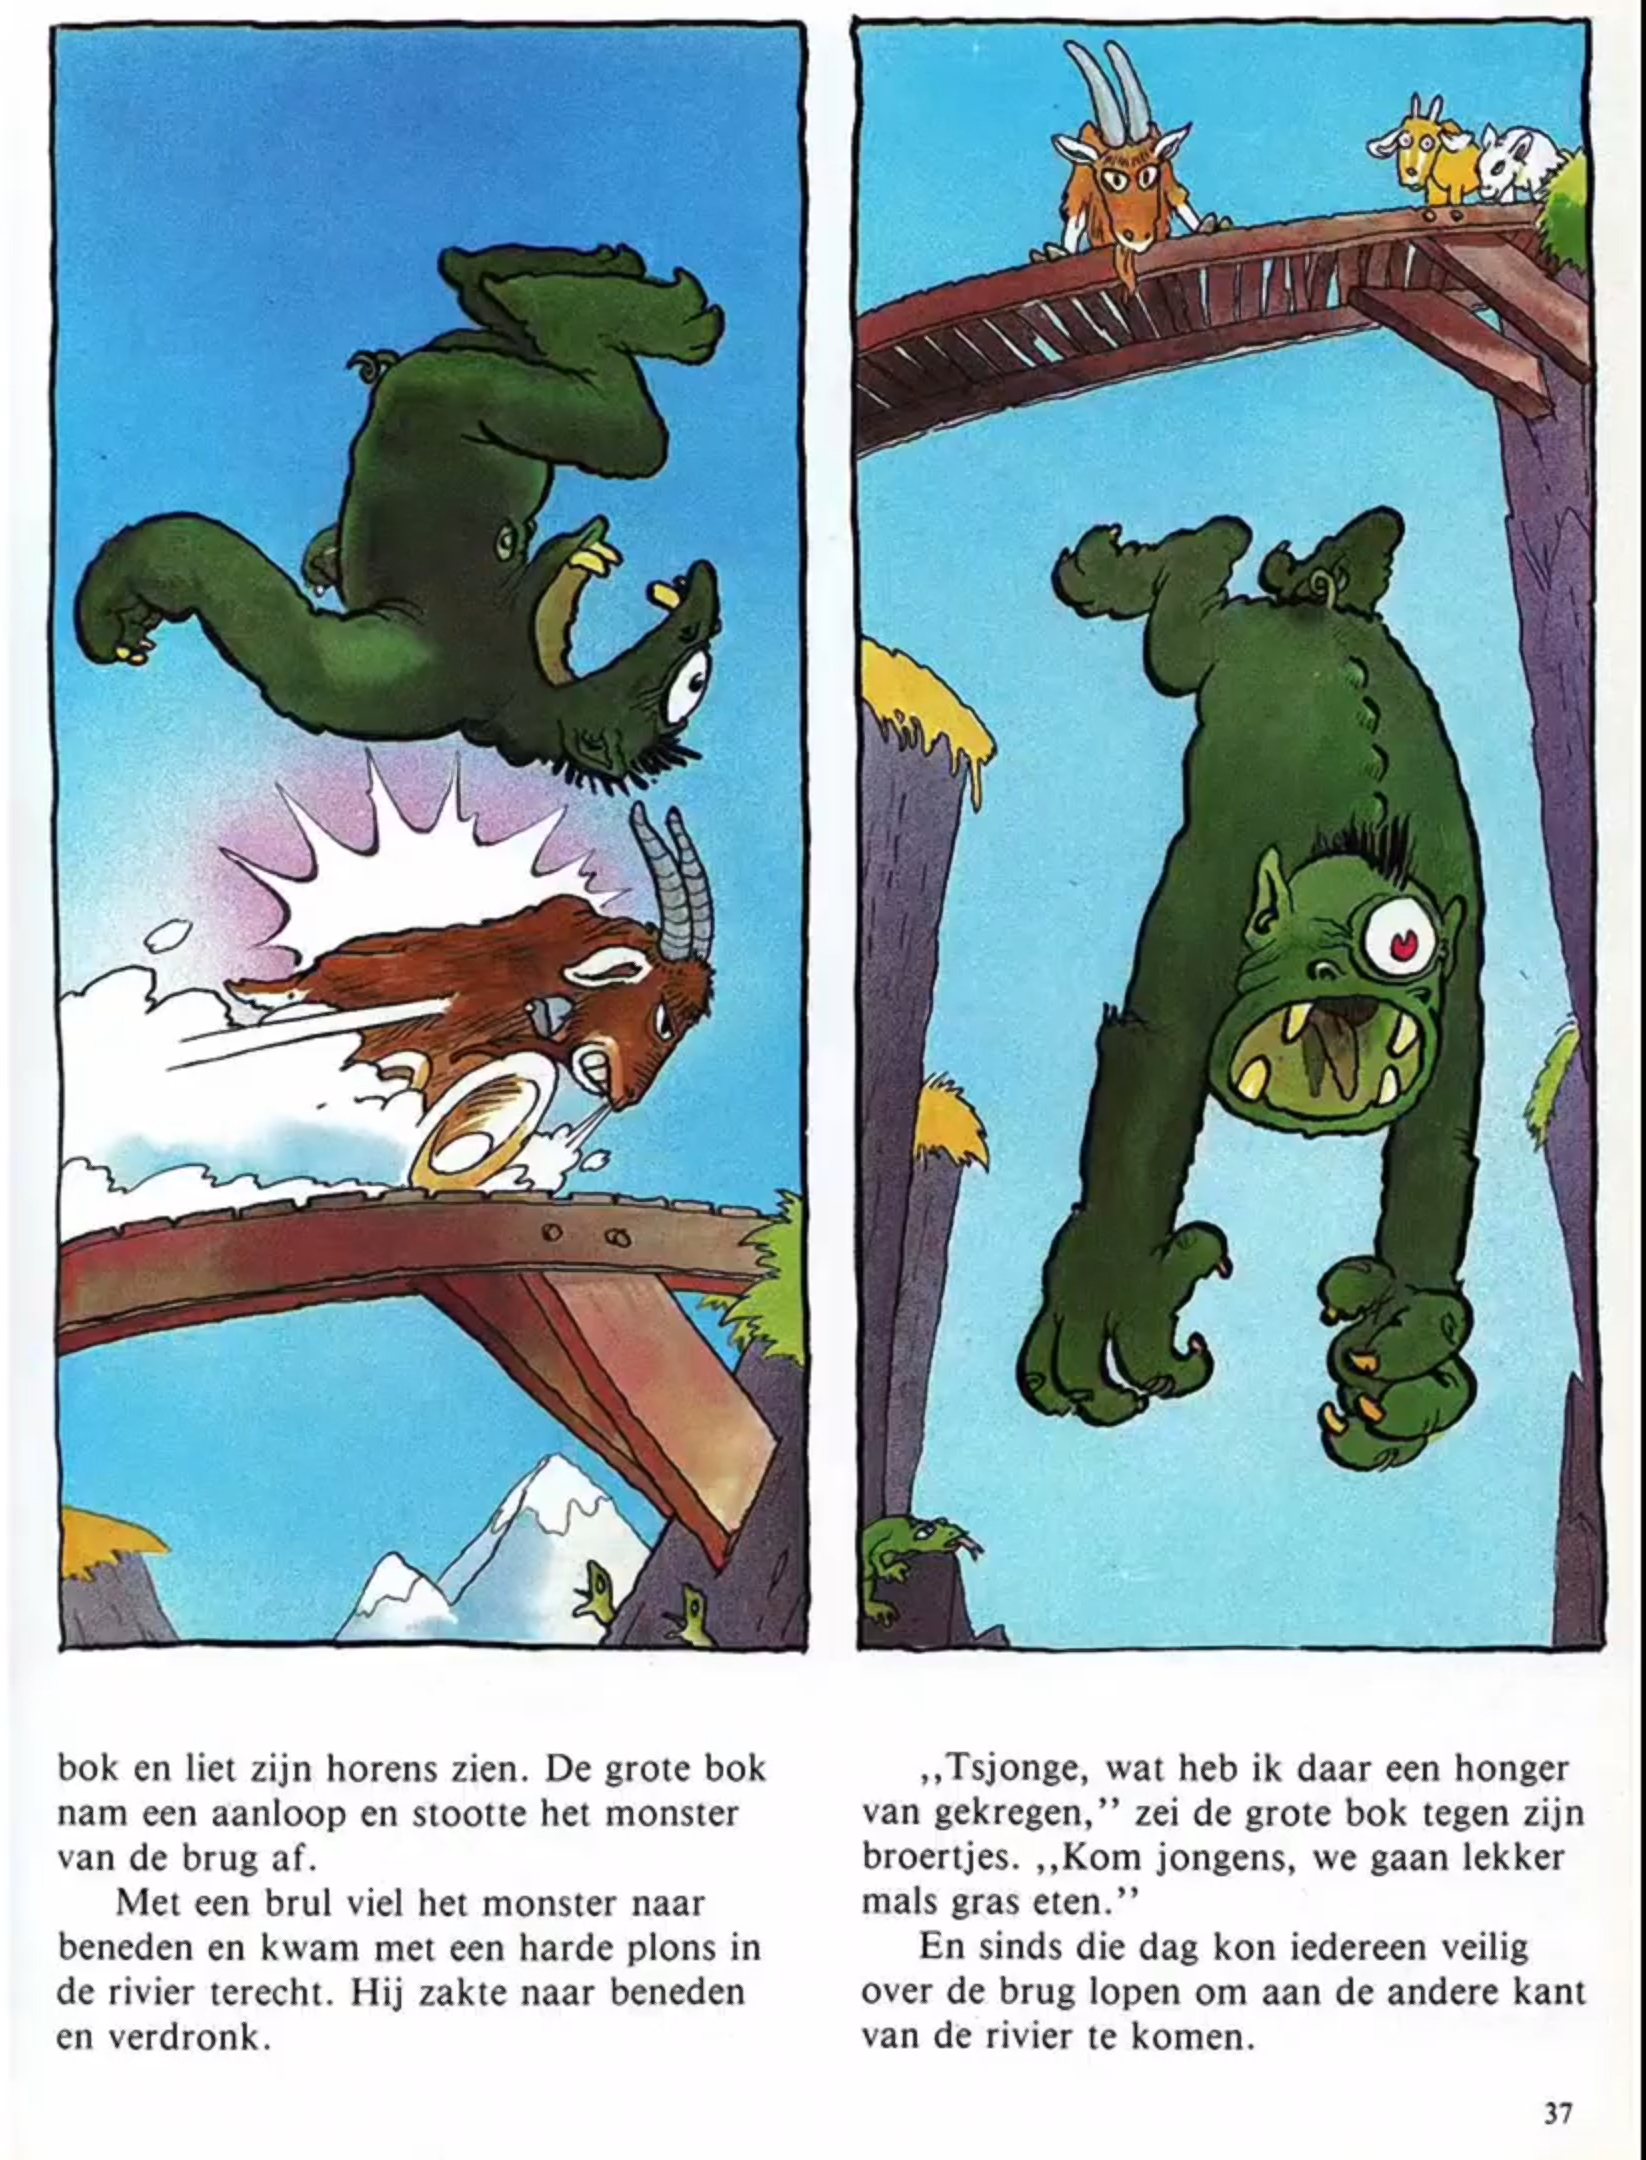 bok en liet zijn horens zien. De grote bok
nam een aanloop en stootte het monster
van de brug af.
Met een brul viel het monster naar
beneden en kwam met een harde plons in
de rivier terecht. Hij zakte naar beneden
en verdronk.
,,Tsjonge, wat heb ik daar een honger
van gekregen,’’ zei de grote bok tegen zijn
broertjes. ,,Kom jongens, we gaan lekker
mals gras eten.’’
En sinds die dag kon iedereen veilig
over de brug lopen om aan de andere kant
van de rivier te komen.
37